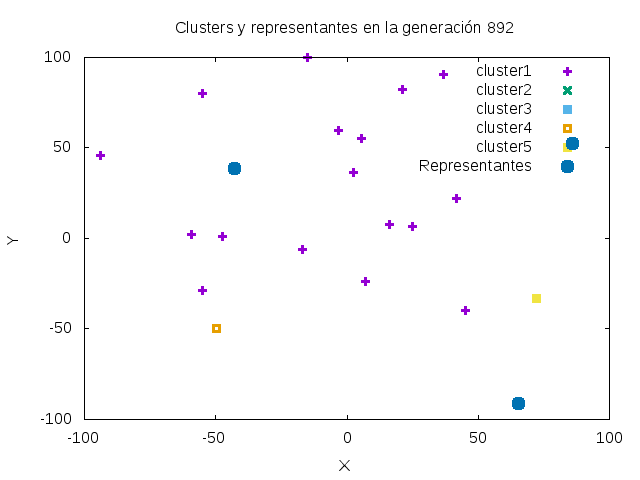 Clusters y representantes en la generación 892
100
50
0
-50
-100
-100
-50
0
50
100
X
Y
cluster1
cluster2
cluster3
cluster4
cluster5
Representantes